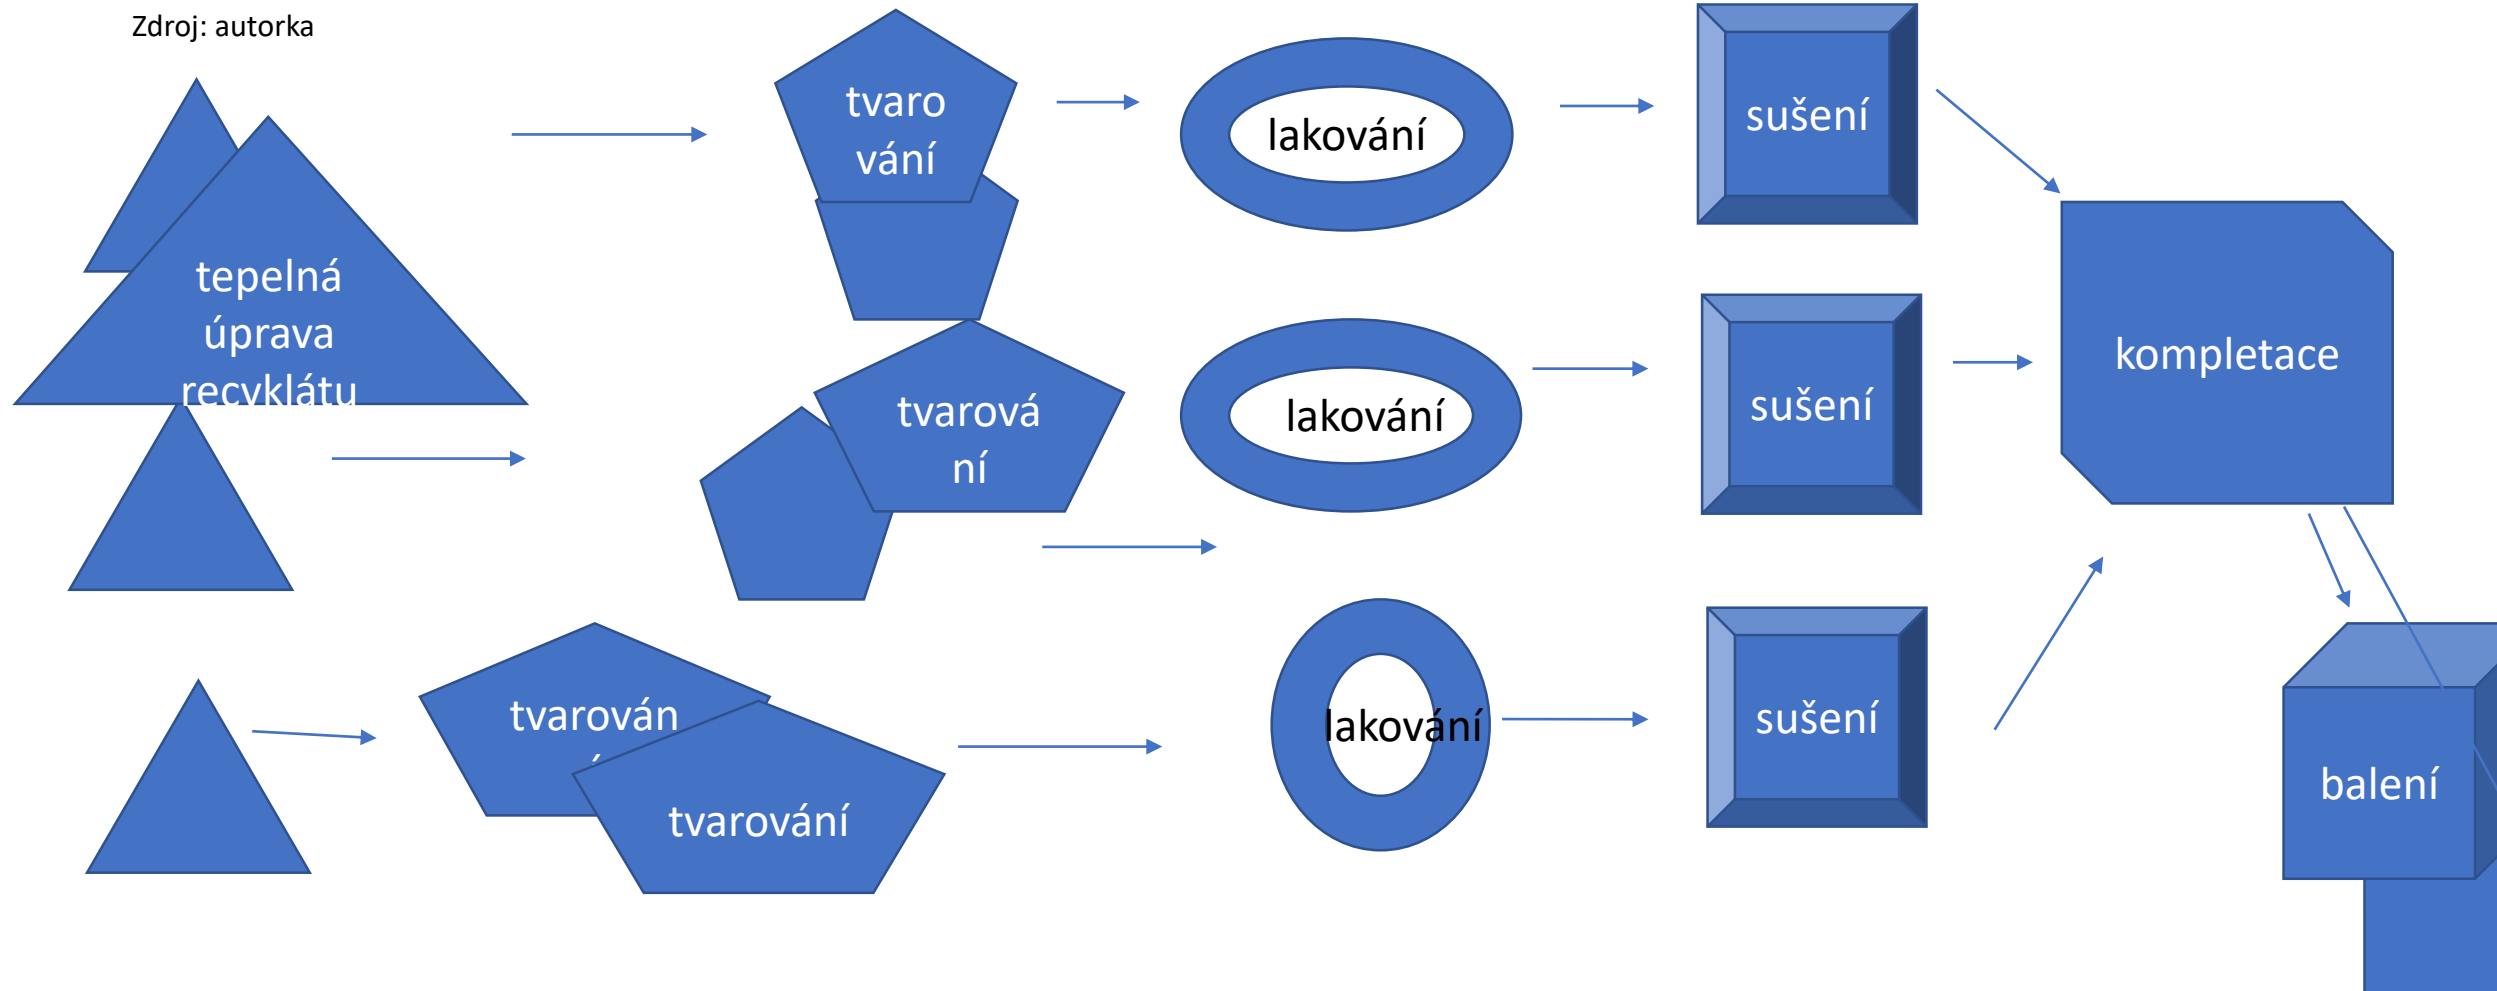 Zdroj: autorka
tvaro
vání
lakování
sušení
tepelná
úprava
recyklátu
tvarová
ní
lakování
sušení
kompletace
tvarován
í
tvarování
lakování
sušení
balení